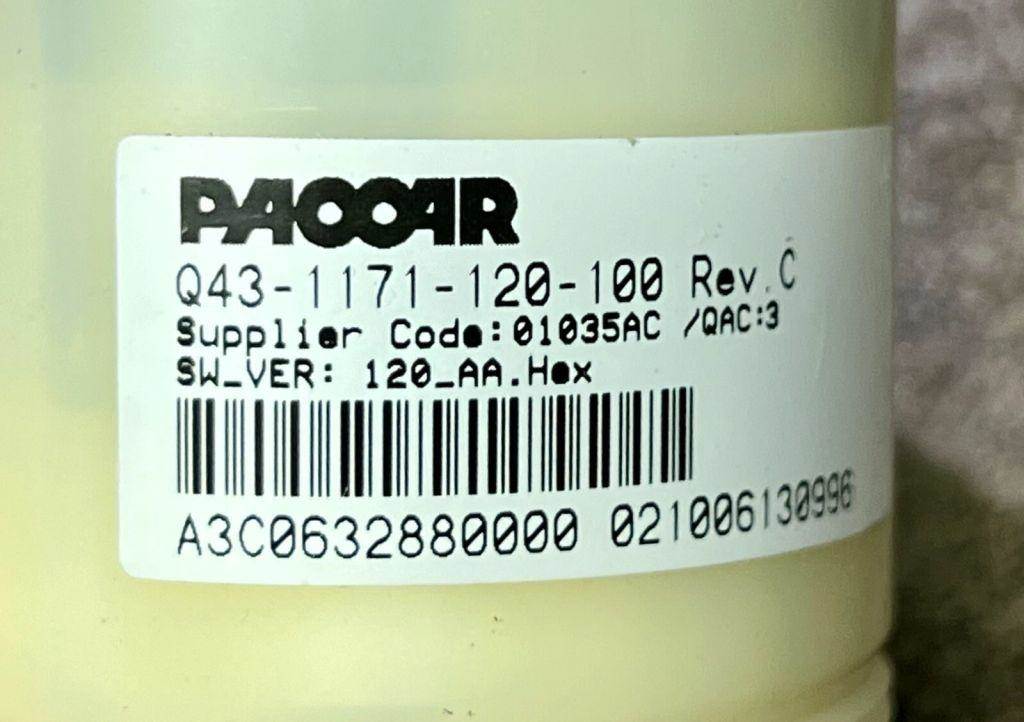 PACCAR
Q43-1171-120-100 Rev.C
Supplier Code:01035AC /QAC:3
SW_VER: 120_AA.Hex
A3C0632880000 021006130996